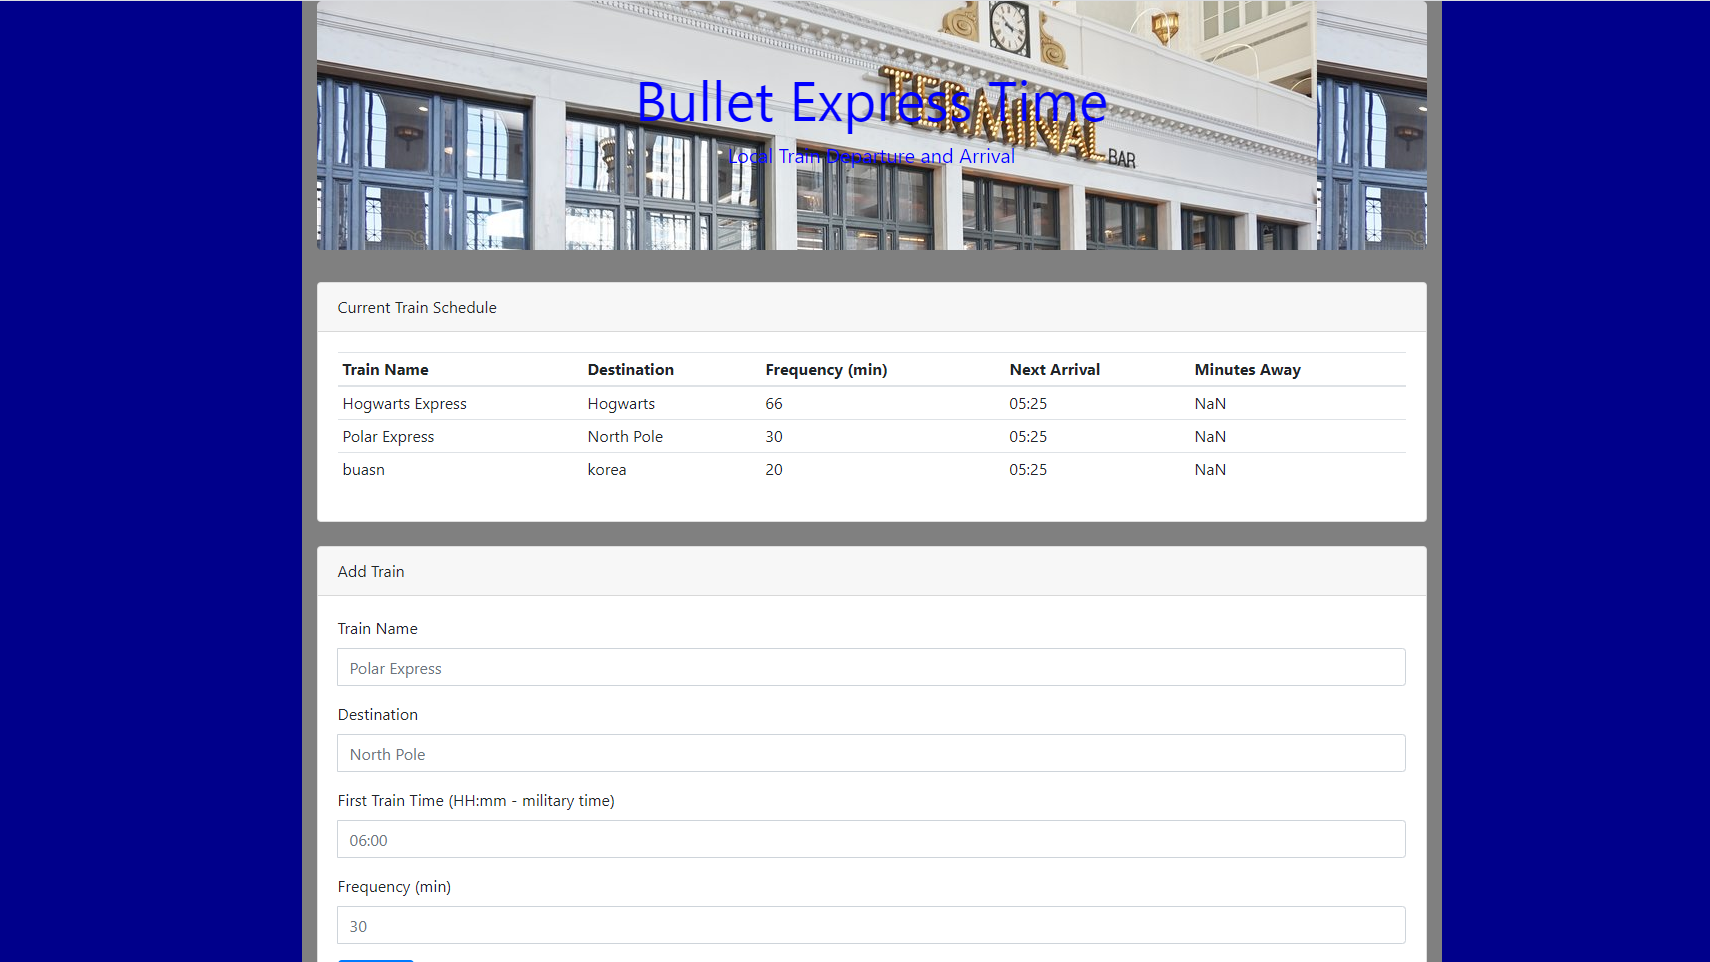 TERMINAL
BAR
Bullet Express Time
Local Train Departure and Arrival
Current Train Schedule
Train Name Destination Frequency (min) Next Arrival Minutes Away
Hogwarts Express Hogwarts 66 05:25 NaN
Polar Express North Pole 30 05:25 NaN
buasn korea 20 05:25 NaN
Add Train
Train Name
Polar Express
Destination
North Pole
First Train Time (HH:mm - military time)
06:00
Frequency (min)
30